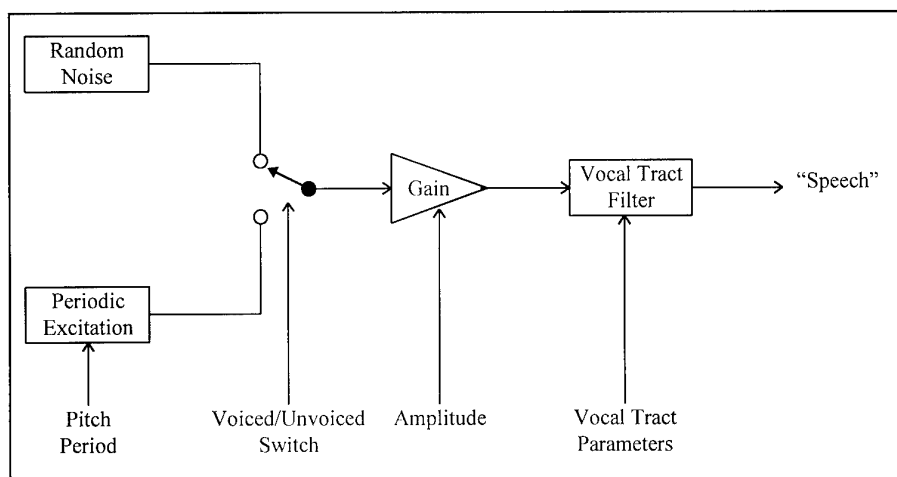 Random
Noise
Gain
Vocal Tract
Filter
“Speech”
Periodic
Excitation
Pitch
Period
Voiced/Unvoiced
Switch
Amplitude
Vocal Tract
Parameters